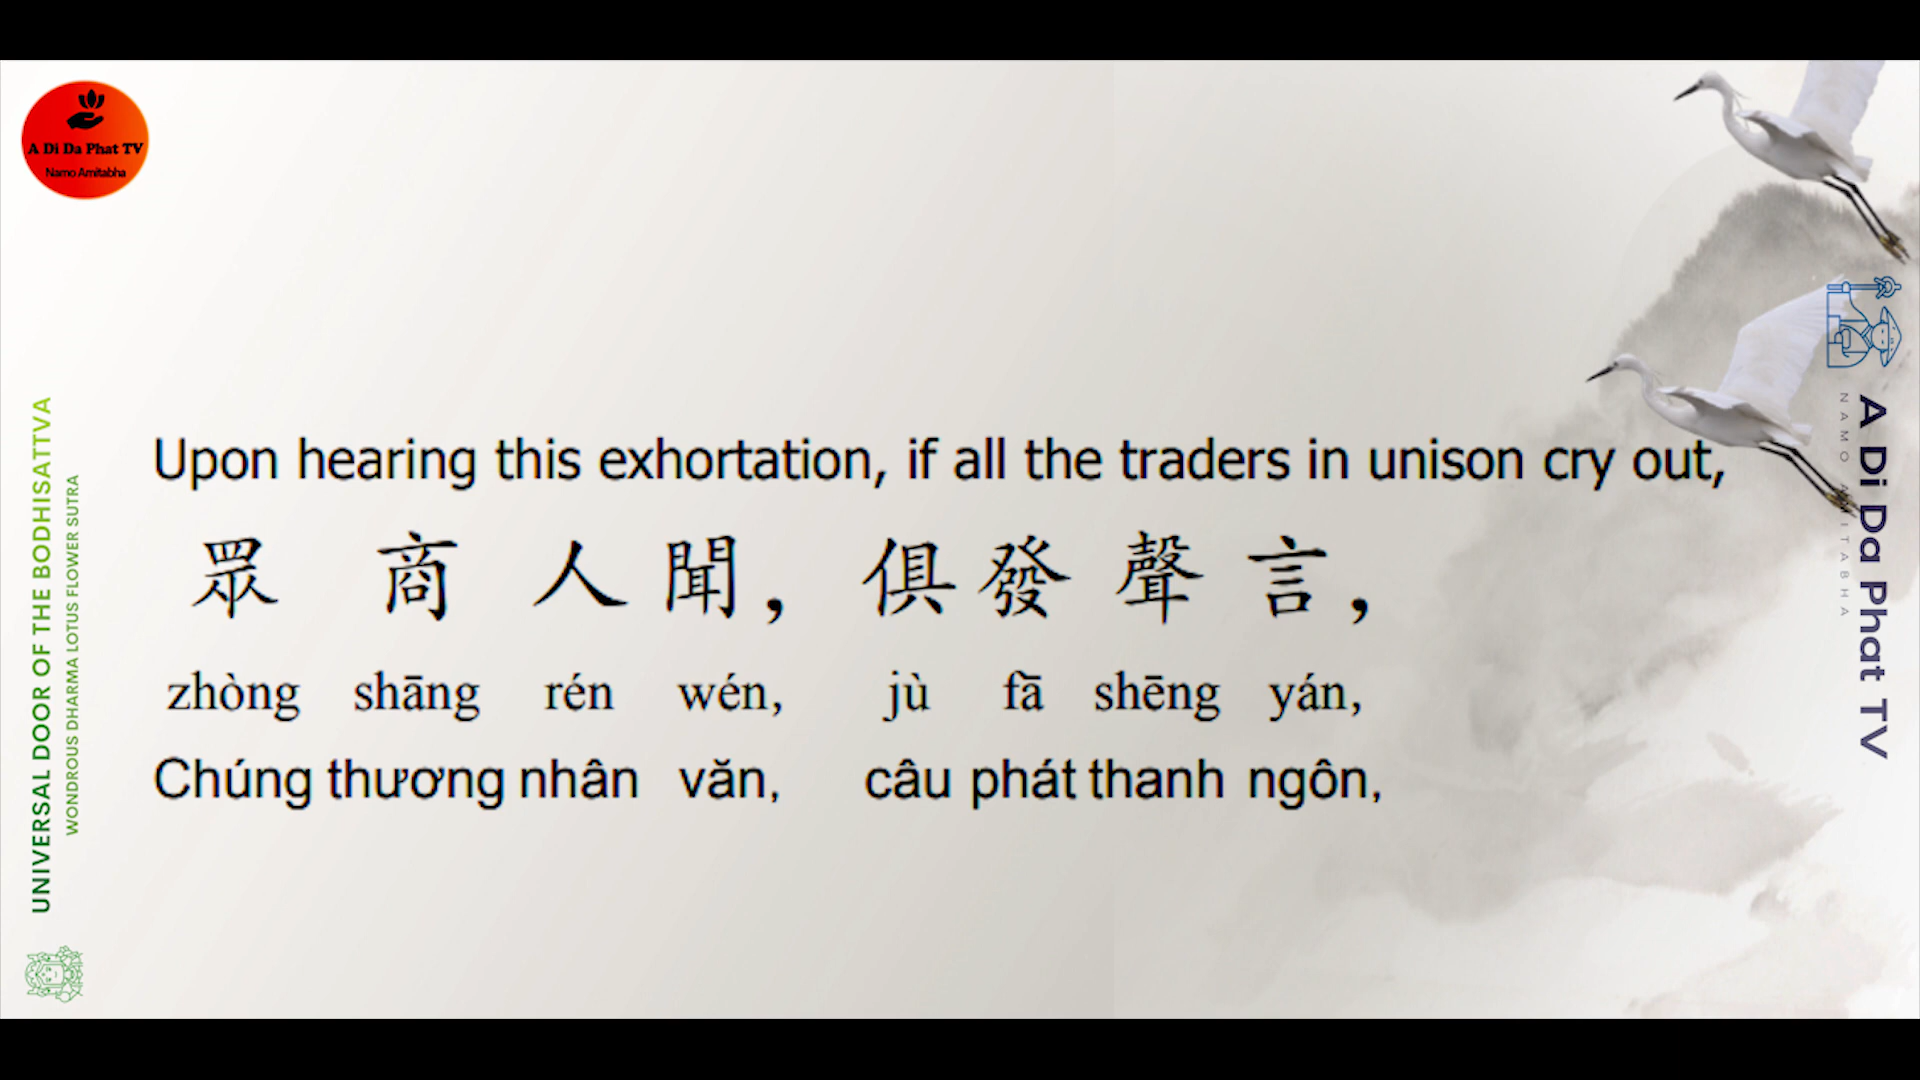 A Di Da Phat TV
Namo Amitabha
UNIVERSAL DOOR OF THE BODHISATTVA
WONDROUS DHARMA LOTUS FLOWER SUTRA
Upon hearing this exhortation, if all the traders in unison cry out,
眾 商 人 聞, 俱 發 聲 言,
zhòng shāng rén wén, jù fā shēng yán,
Chúng thương nhân văn, câu phát thanh ngôn,
A Di Da Phat TV
NAMO AMITABHA